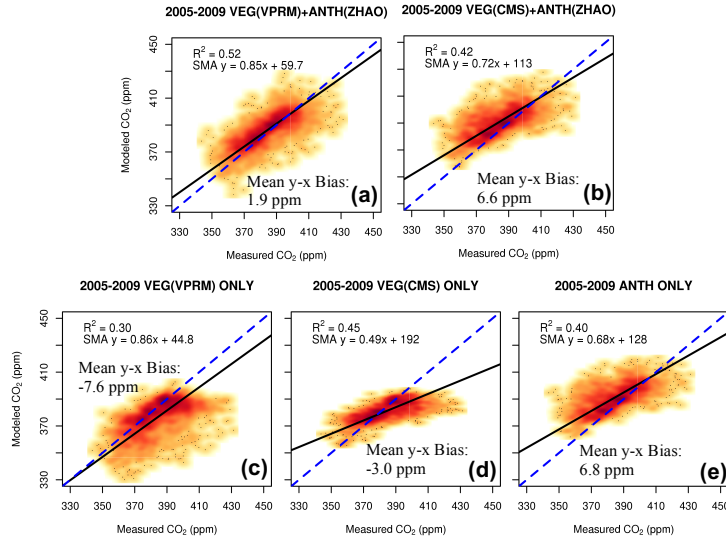 2005-2009 VEG(VPRM)+ANTH(ZHAO)
R² = 0.52
SMA y = 0.85x + 59.7
Mean y-x Bias:
1.9 ppm
(a)
Modeled CO₂ (ppm)
330 370 410 450
330 350 370 390 410 430 450
Measured CO₂ (ppm)
2005-2009 VEG(CMS)+ANTH(ZHAO)
R² = 0.42
SMA y = 0.72x + 113
Mean y-x Bias:
6.6 ppm
(b)
330 350 370 390 410 430 450
Measured CO₂ (ppm)
2005-2009 VEG(VPRM) ONLY
R² = 0.30
SMA y = 0.86x + 44.8
Mean y-x Bias:
-7.6 ppm
(c)
Modeled CO₂ (ppm)
330 370 410 450
330 350 370 390 410 430 450
Measured CO₂ (ppm)
2005-2009 VEG(CMS) ONLY
R² = 0.45
SMA y = 0.49x + 192
Mean y-x Bias:
-3.0 ppm
(d)
330 350 370 390 410 430 450
Measured CO₂ (ppm)
2005-2009 ANTH ONLY
R² = 0.40
SMA y = 0.68x + 128
Mean y-x Bias:
6.8 ppm
(e)
330 350 370 390 410 430 450
Measured CO₂ (ppm)